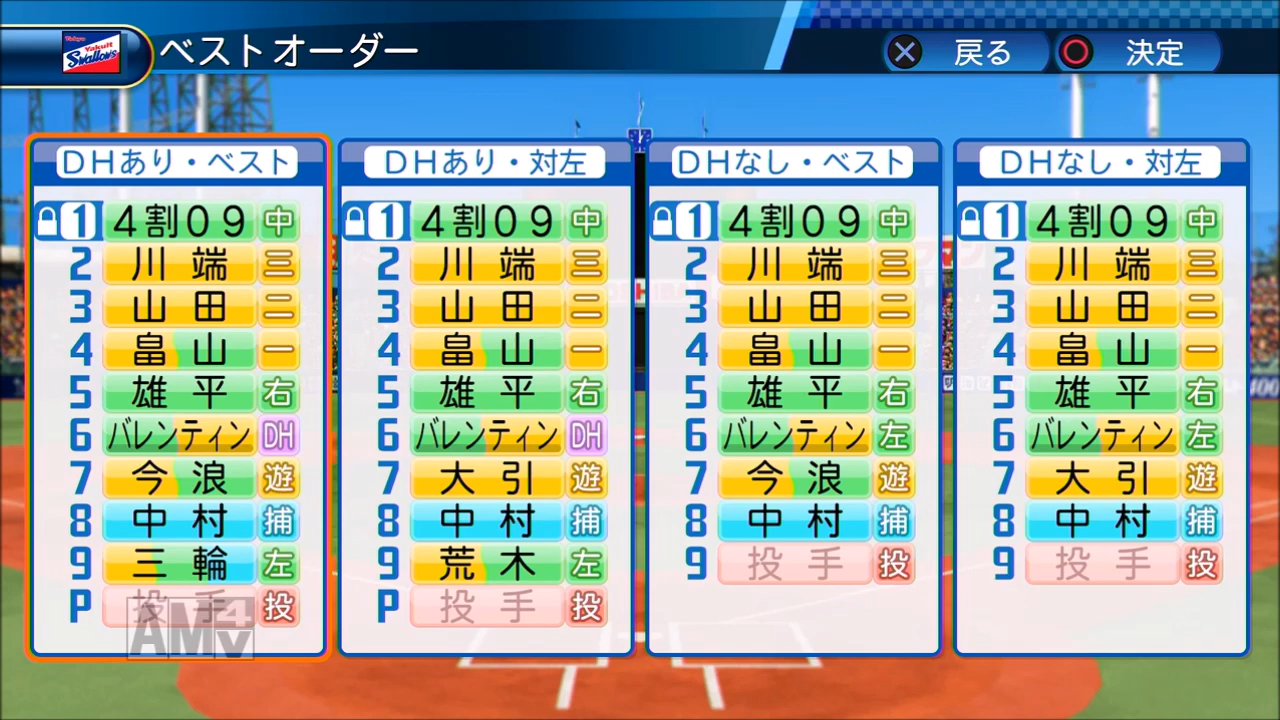 Tokyo Yakult Swallows
ベストオーダー
戻る
決定
DHあり・ベスト
1 4割09 中
2 川端 三
3 山田 二
4 畠山 一
5 雄平 右
6 バレンティン DH
7 今浪 遊
8 中村 捕
9 三輪 左
P 投手 投
DHあり・対左
1 4割09 中
2 川端 三
3 山田 二
4 畠山 一
5 雄平 右
6 バレンティン DH
7 大引 遊
8 中村 捕
9 荒木 左
P 投手 投
DHなし・ベスト
1 4割09 中
2 川端 三
3 山田 二
4 畠山 一
5 雄平 右
6 バレンティン 左
7 今浪 遊
8 中村 捕
9 投手 投
DHなし・対左
1 4割09 中
2 川端 三
3 山田 二
4 畠山 一
5 雄平 右
6 バレンティン 左
7 大引 遊
8 中村 捕
9 投手 投
400
AM4V